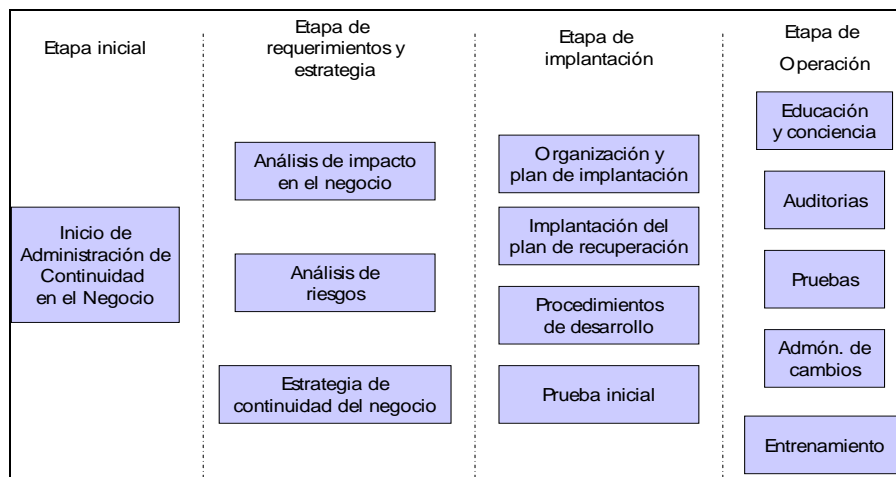 Etapa inicial
Inicio de
Administración de
Continuidad
en el Negocio
Etapa de
requerimientos y
estrategia
Análisis de impacto
en el negocio
Análisis de
riesgos
Estrategia de
continuidad del negocio
Etapa de
implantación
Organización y
plan de implantación
Implantación del
plan de recuperación
Procedimientos
de desarrollo
Prueba inicial
Etapa de
Operación
Educación
y conciencia
Auditorias
Pruebas
Admón. de
cambios
Entrenamiento